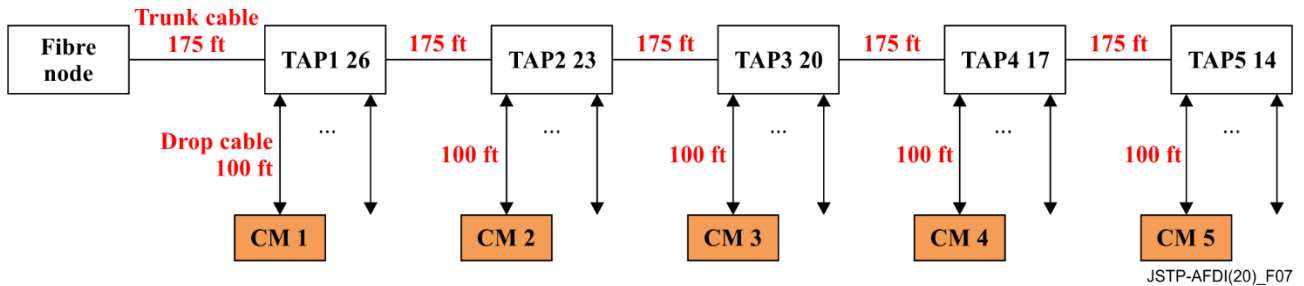 Trunk cable
175 ft
175 ft
175 ft
175 ft
175 ft
Fibre
node
TAP1 26
TAP2 23
TAP3 20
TAP4 17
TAP5 14
...
...
...
...
...
Drop cable
100 ft
100 ft
100 ft
100 ft
100 ft
CM 1
CM 2
CM 3
CM 4
CM 5
JSTP-AFDI(20)_F07